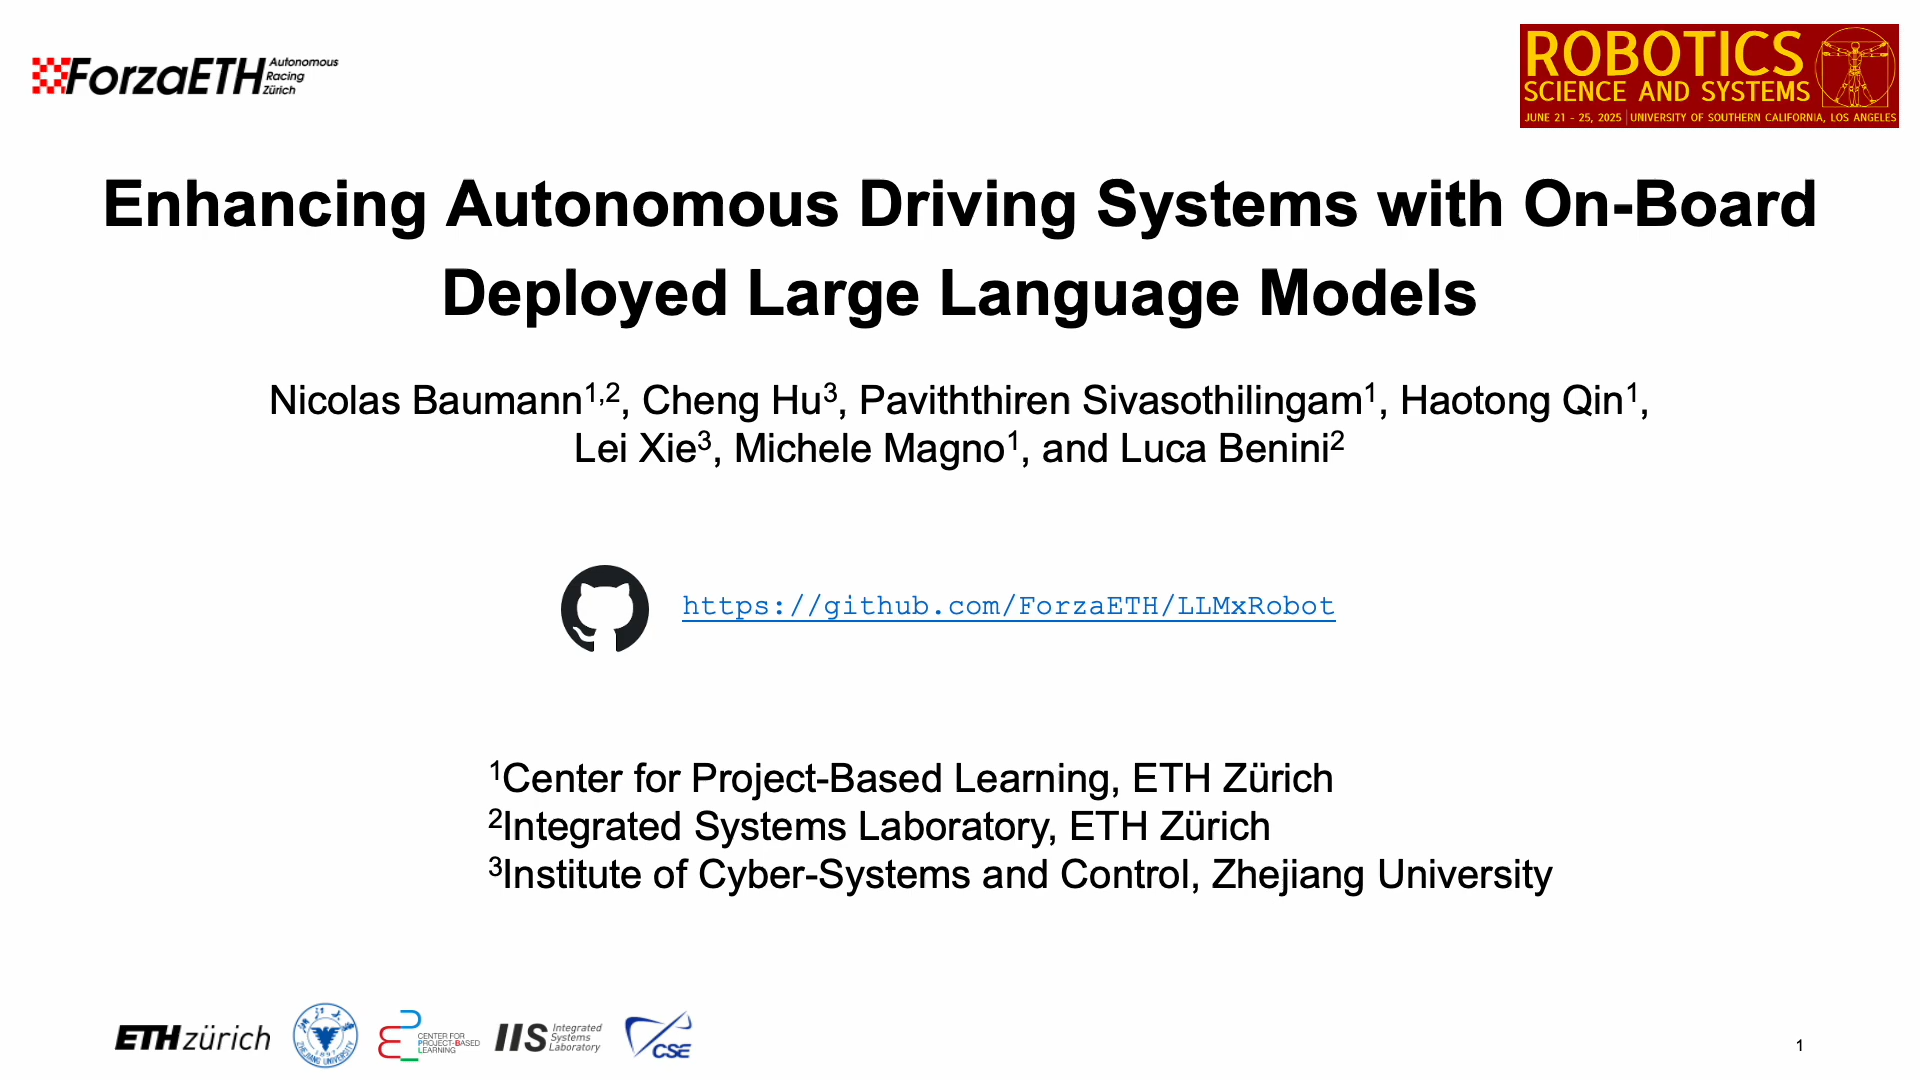 ForzaETH Autonomous Racing Zürich
ROBOTICS
SCIENCE AND SYSTEMS
JUNE 21 - 25, 2025 | UNIVERSITY OF SOUTHERN CALIFORNIA, LOS ANGELES
Enhancing Autonomous Driving Systems with On-Board
Deployed Large Language Models
Nicolas Baumann1,2, Cheng Hu3, Paviththiren Sivasothilingam1, Haotong Qin1,
Lei Xie3, Michele Magno1, and Luca Benini2
https://github.com/ForzaETH/LLMxRobot
1Center for Project-Based Learning, ETH Zürich
2Integrated Systems Laboratory, ETH Zürich
3Institute of Cyber-Systems and Control, Zhejiang University
ETH zürich
ZHEJIANG UNIVERSITY
1897
CENTER FOR
PROJECT-BASED
LEARNING
IIS Integrated Systems Laboratory
CSE
1